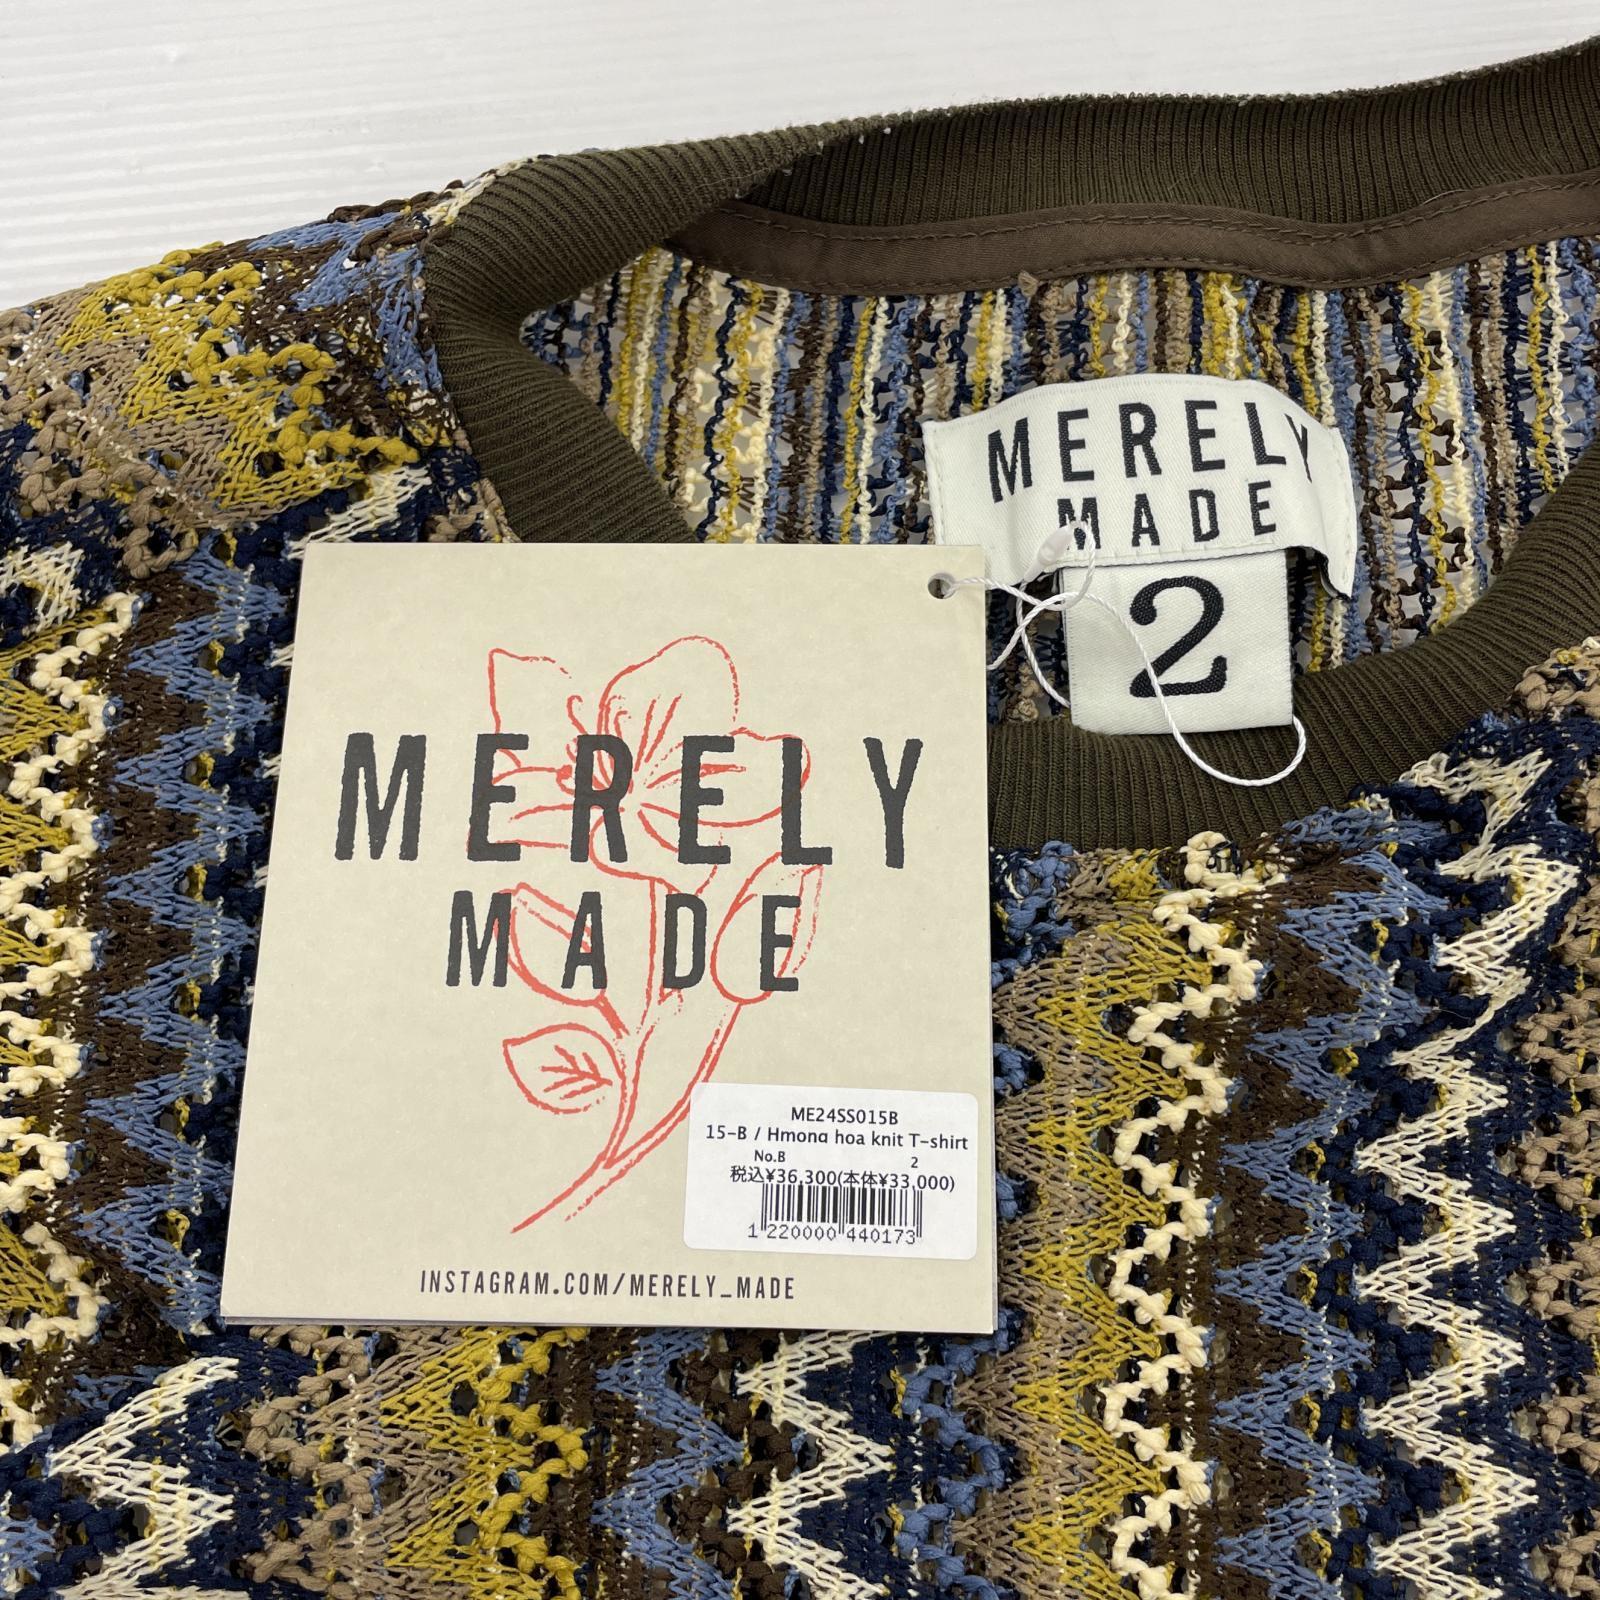 MERELY
MADE
2
MERELY
MADE
ME24SS015B
15-B / Hmong hoa knit T-shirt
No.B 2
税込¥36,300(本体¥33,000)
1 220000 440173
INSTAGRAM.COM/MERELY_MADE